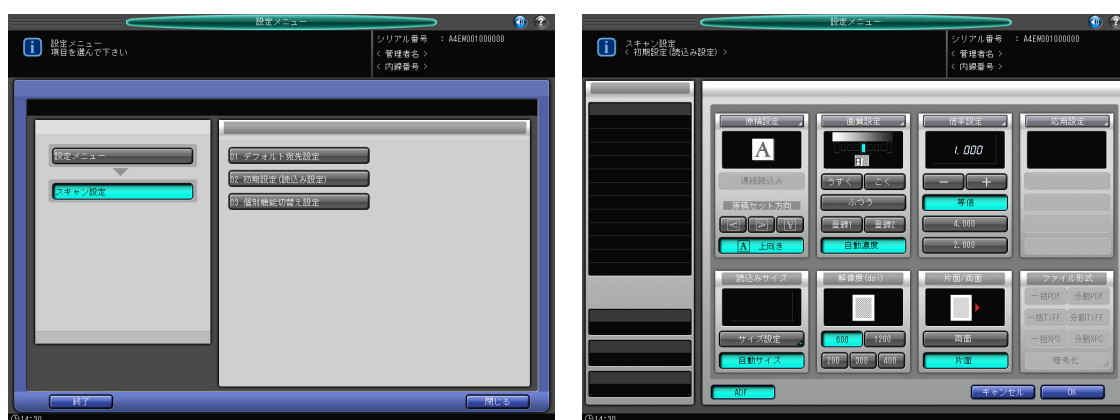 設定メニュー
設定メニュー
項目を選んで下さい
シリアル番号 : A4EW001000000
< 管理者名 >
< 内線番号 >
設定メニュー
スキャン設定
01 デフォルト宛先設定
02 初期設定(読込み設定)
03 個別機能切替え設定
終了
閉じる
14:30
設定メニュー
スキャン設定
< 初期設定(読込み設定) >
シリアル番号 : A4EW001000000
< 管理者名 >
< 内線番号 >
原稿設定
A
連続読込み
原稿セット方向
A 上向き
画質設定
うすく こく
ふつう
登録1 登録2
自動濃度
倍率設定
1.000
− +
等倍
4.000
2.000
応用設定
読込みサイズ
サイズ設定
自動サイズ
解像度(dpi)
600 1200
200 300 400
片面/両面
両面
片面
ファイル形式
一括PDF 分割PDF
一括TIFF 分割TIFF
一括XPS 分割XPS
暗号化
ADF
キャンセル OK
14:30